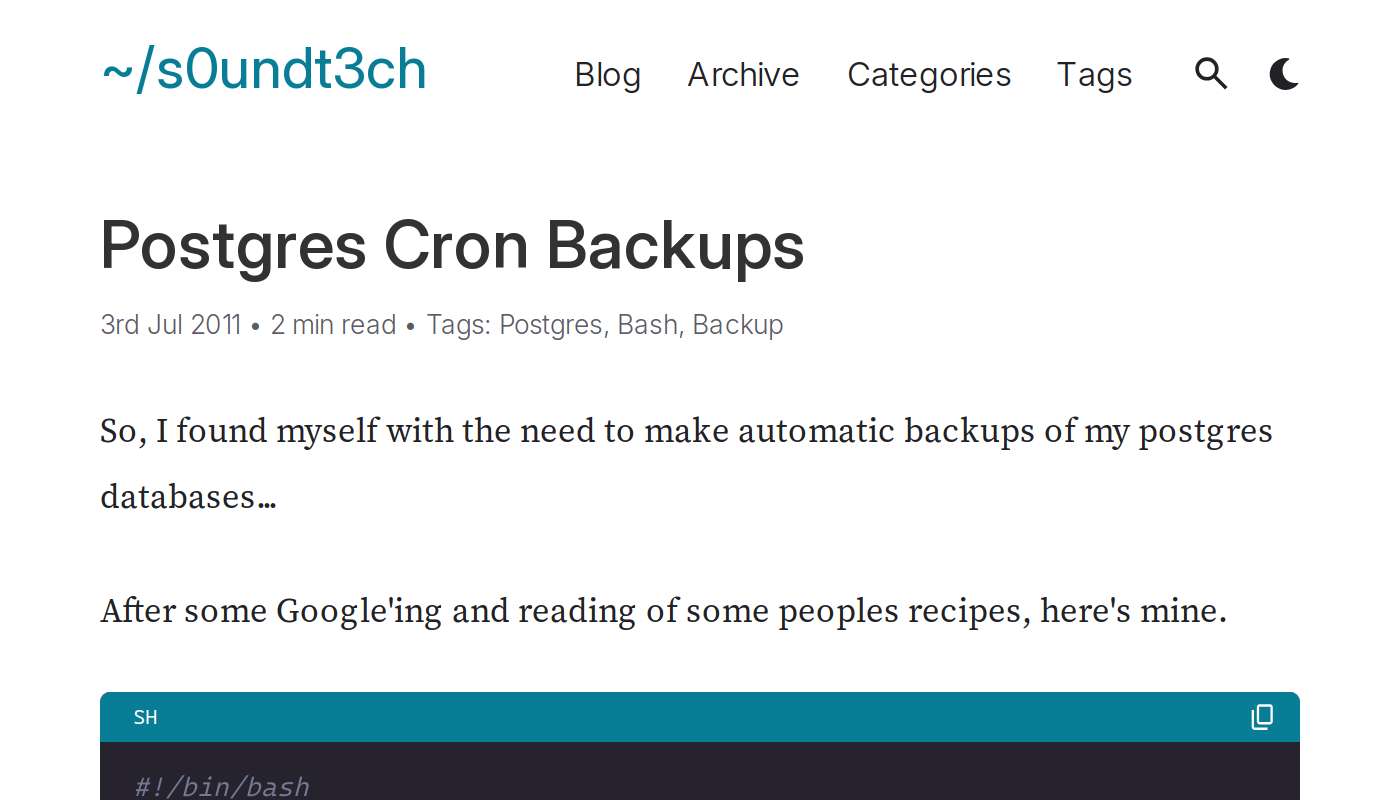 ~/s0undt3ch
Blog Archive Categories Tags
Postgres Cron Backups
3rd Jul 2011 • 2 min read • Tags: Postgres, Bash, Backup
So, I found myself with the need to make automatic backups of my postgres
databases...
After some Google'ing and reading of some peoples recipes, here's mine.
SH
#!/bin/bash